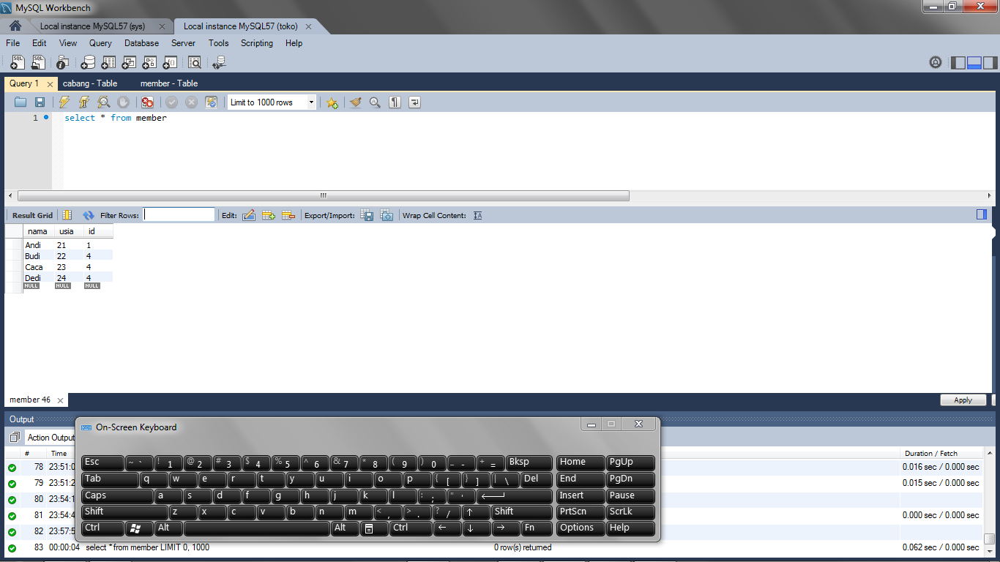 MySQL Workbench
Local instance MySQL57 (sys) Local instance MySQL57 (toko)
File Edit View Query Database Server Tools Scripting Help
Query 1 cabang - Table member - Table
Limit to 1000 rows
1 select * from member
Result Grid Filter Rows: Edit: Export/Import: Wrap Cell Content:
nama usia id
Andi 21 1
Budi 22 4
Caca 23 4
Dedi 24 4
NULL NULL NULL
member 46 Apply
Output
On-Screen Keyboard
Action Output
# Time Duration / Fetch
78 23:51:0 0.016 sec / 0.000 sec
79 23:51:2 0.015 sec / 0.000 sec
80 23:54:1
81 23:54:4 0.000 sec / 0.000 sec
82 23:57:5
83 00:00:04 select * from member LIMIT 0, 1000 0 row(s) returned 0.062 sec / 0.000 sec
Esc ~ ` ! 1 @ 2 # 3 $ 4 % 5 ^ 6 & 7 * 8 ( 9 ) 0 _ - + = Bksp Home PgUp
Tab q w e r t y u i o p { [ } ] | \ Del End PgDn
Caps a s d f g h j k l : ; " ' Insert Pause
Shift z x c v b n m < , > . ? / ↑ Shift PrtScn ScrLk
Ctrl Alt Alt Ctrl ← ↓ → Fn Options Help